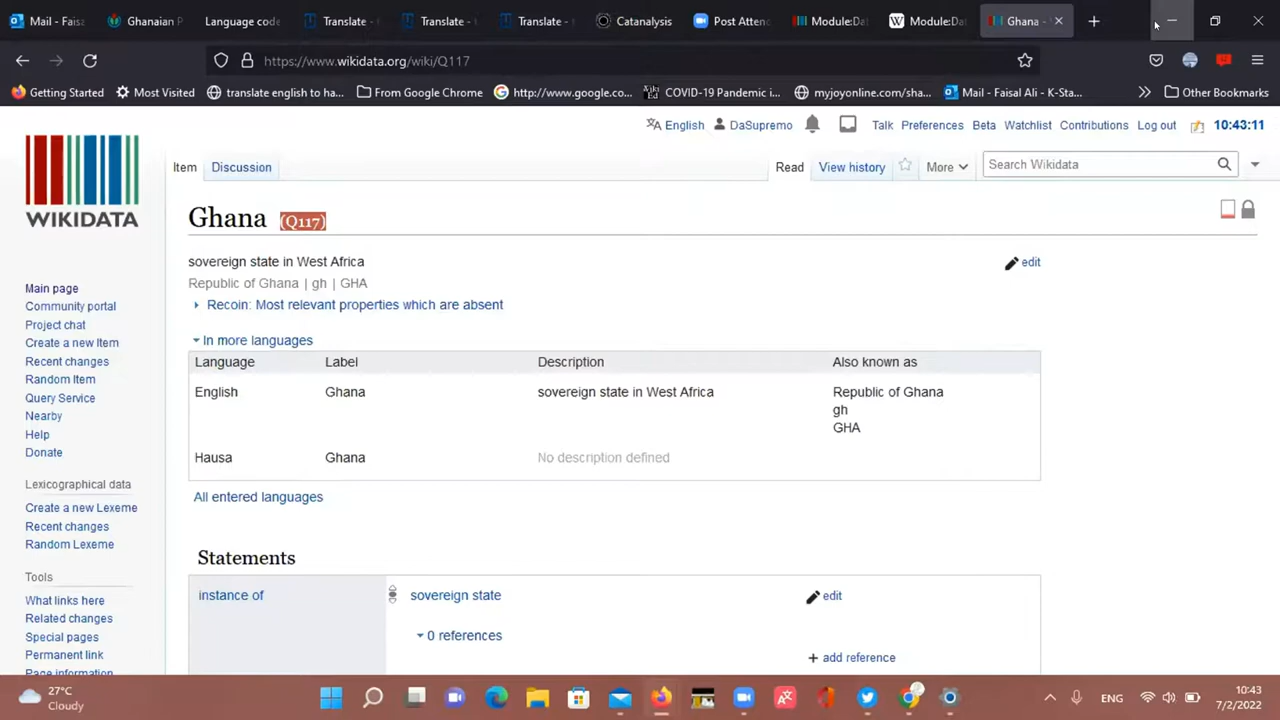 Mail - Faisa
Ghanaian P
Language code
Translate -
Translate -
Translate -
Catanalysis
Post Atten
Module:Da
Module:Da
Ghana -
https://www.wikidata.org/wiki/Q117
Getting Started
Most Visited
translate english to ha...
From Google Chrome
http://www.google.co...
COVID-19 Pandemic i...
myjoyonline.com/sha...
Mail - Faisal Ali - K-Sta...
Other Bookmarks
English
DaSupremo
Talk
Preferences
Beta
Watchlist
Contributions
Log out
10:43:11
Item
Discussion
Read
View history
More
Search Wikidata
WIKIDATA
Ghana (Q117)
sovereign state in West Africa
edit
Republic of Ghana | gh | GHA
Recoin: Most relevant properties which are absent
In more languages
Language Label Description Also known as
English Ghana sovereign state in West Africa Republic of Ghana
gh
GHA
Hausa Ghana No description defined
All entered languages
Statements
instance of sovereign state edit
0 references
add reference
Main page
Community portal
Project chat
Create a new Item
Recent changes
Random Item
Query Service
Nearby
Help
Donate
Lexicographical data
Create a new Lexeme
Recent changes
Random Lexeme
Tools
What links here
Related changes
Special pages
Permanent link
Page information
27°C
Cloudy
ENG
10:43
7/2/2022